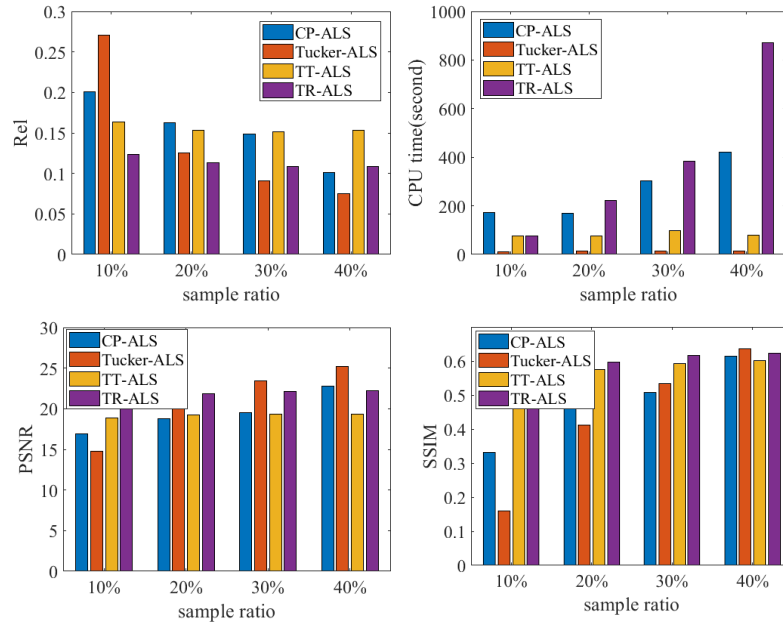 0.3
0.25
0.2
0.15
0.1
0.05
0
Rel
CP-ALS
Tucker-ALS
TT-ALS
TR-ALS
10% 20% 30% 40%
sample ratio
1000
800
600
400
200
0
CPU time(second)
CP-ALS
Tucker-ALS
TT-ALS
TR-ALS
10% 20% 30% 40%
sample ratio
30
25
20
15
10
5
0
PSNR
CP-ALS
Tucker-ALS
TT-ALS
TR-ALS
10% 20% 30% 40%
sample ratio
0.6
0.5
0.4
0.3
0.2
0.1
0
SSIM
CP-ALS
Tucker-ALS
TT-ALS
TR-ALS
10% 20% 30% 40%
sample ratio